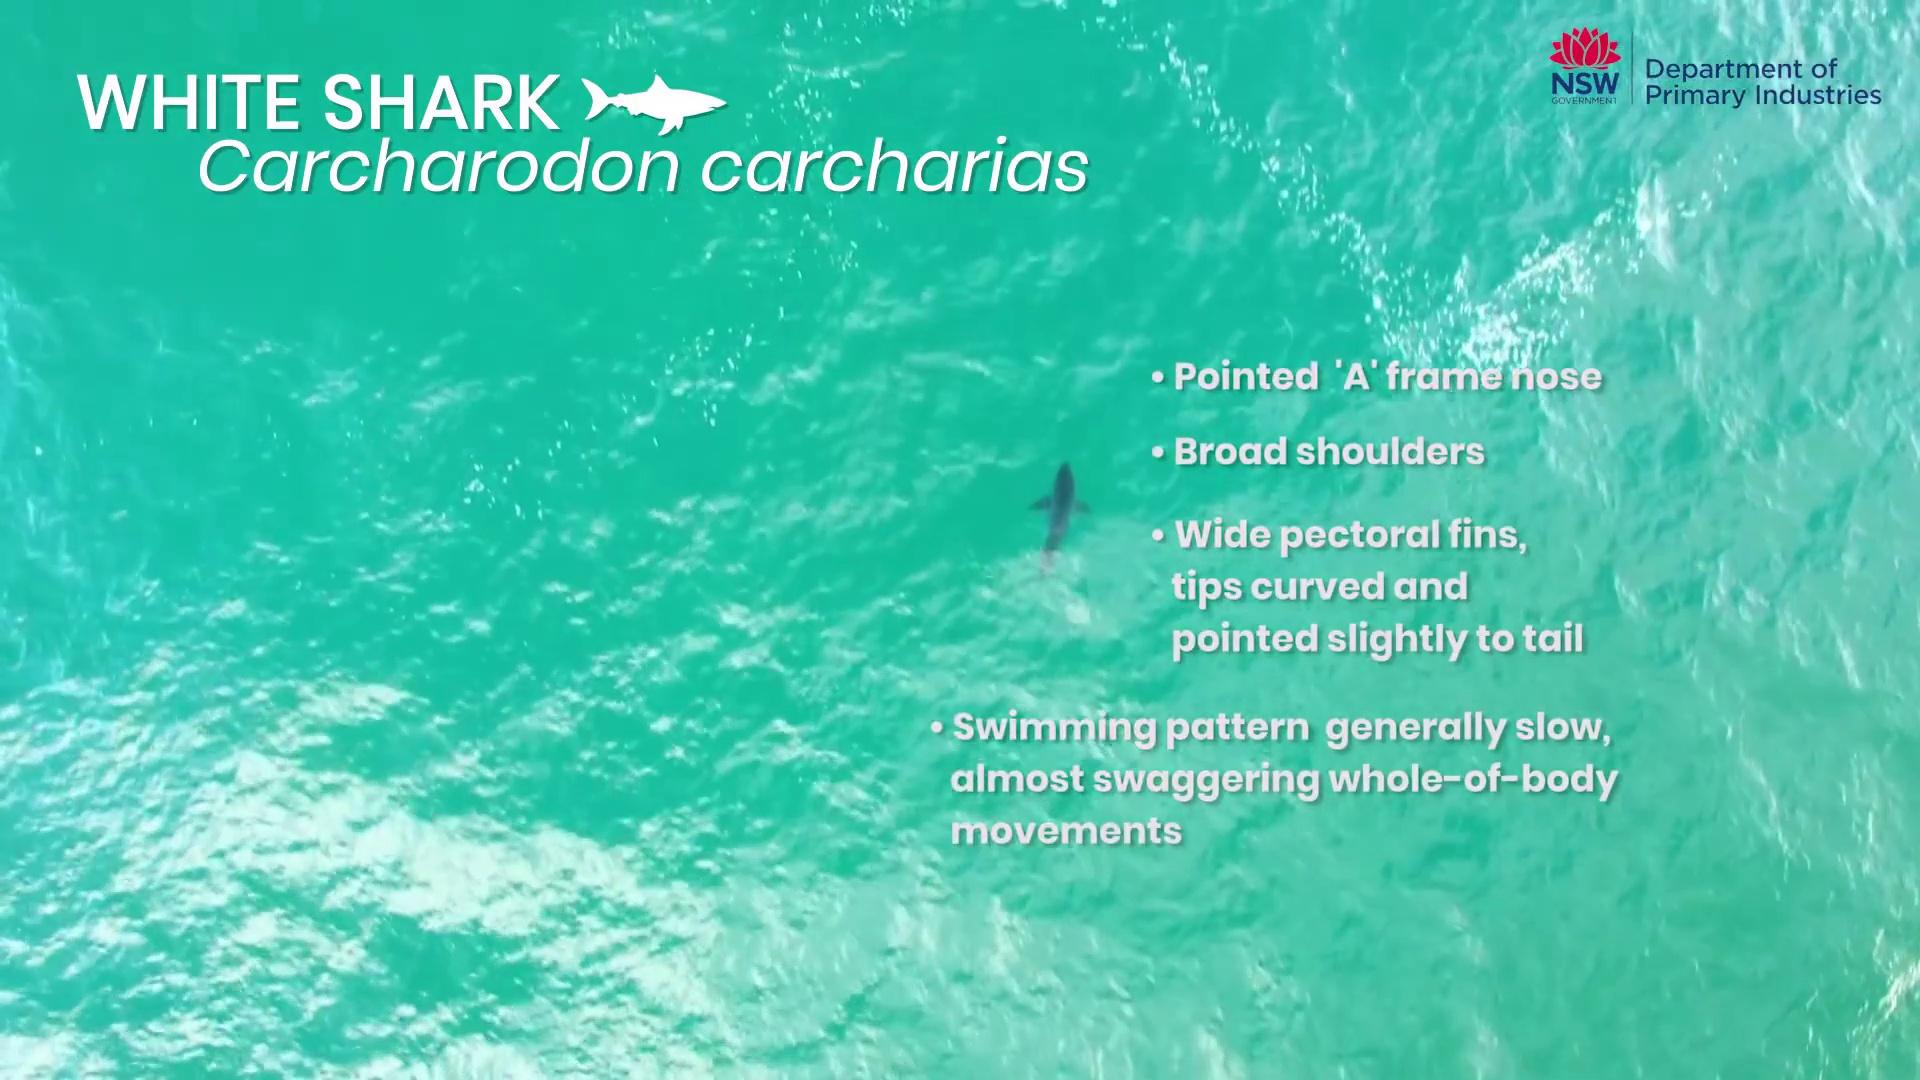 WHITE SHARK
Carcharodon carcharias
NSW
GOVERNMENT
Department of
Primary Industries
• Pointed 'A' frame nose
• Broad shoulders
• Wide pectoral fins,
tips curved and
pointed slightly to tail
• Swimming pattern generally slow,
almost swaggering whole-of-body
movements